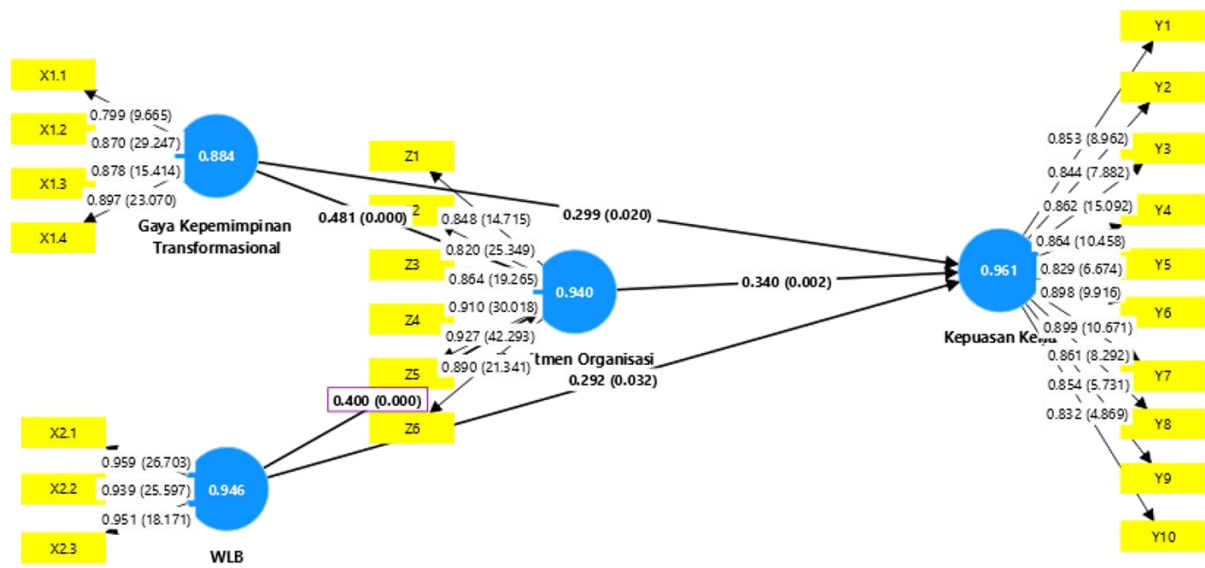 Y1
X1.1
Y2
0.799 (9.665)
X1.2
0.870 (29.247)
0.884
Z1
0.853 (8.962)
Y3
0.844 (7.882)
X1.3
0.878 (15.414)
0.862 (15.092)
0.897 (23.070)
X1.4
Gaya Kepemimpinan
Transformasional
0.481 (0.000)
2
0.848 (14.715)
0.299 (0.020)
Y4
0.864 (10.458)
0.820 (25.349)
Z3
0.864 (19.265)
0.961
0.829 (6.674)
Y5
0.940
0.340 (0.002)
0.898 (9.916)
0.910 (30.018)
Z4
Y6
0.899 (10.671)
0.927 (42.293)
Kepuasan
0.861 (8.292)
tmen Organisasi
0.890 (21.341)
Z5
0.292 (0.032)
Y7
0.854 (5.731)
0.400 (0.000)
0.832 (4.869)
Z6
Y8
X2.1
0.959 (26.703)
X2.2
0.939 (25.597)
0.946
Y9
0.951 (18.171)
X2.3
WLB
Y10